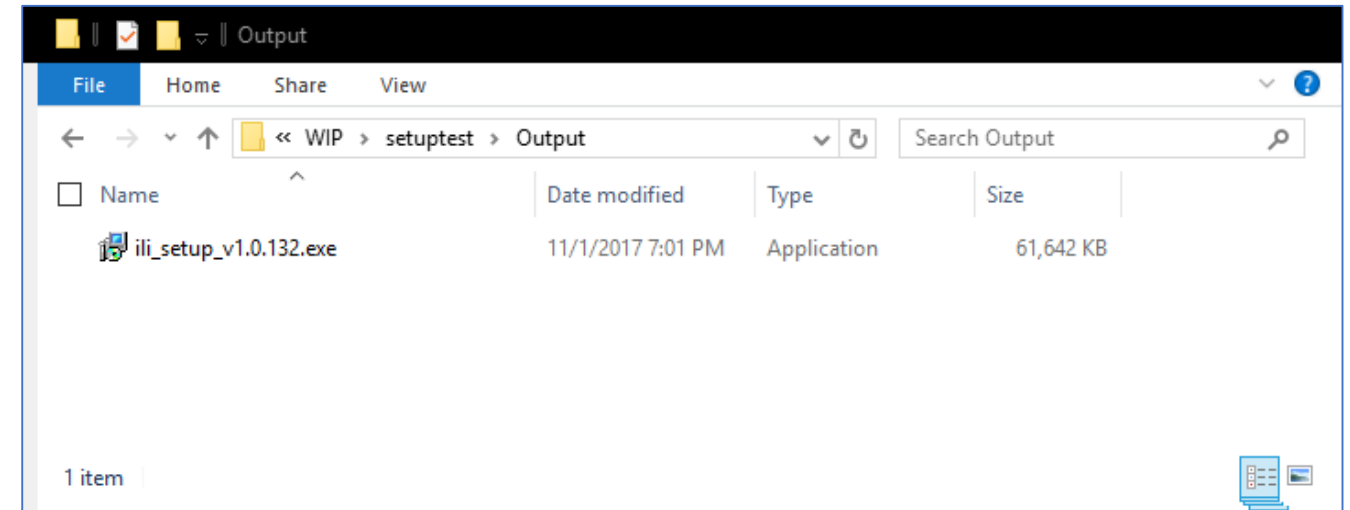 Output
File Home Share View
« WIP > setuptest > Output Search Output
Name Date modified Type Size
ili_setup_v1.0.132.exe 11/1/2017 7:01 PM Application 61,642 KB
1 item